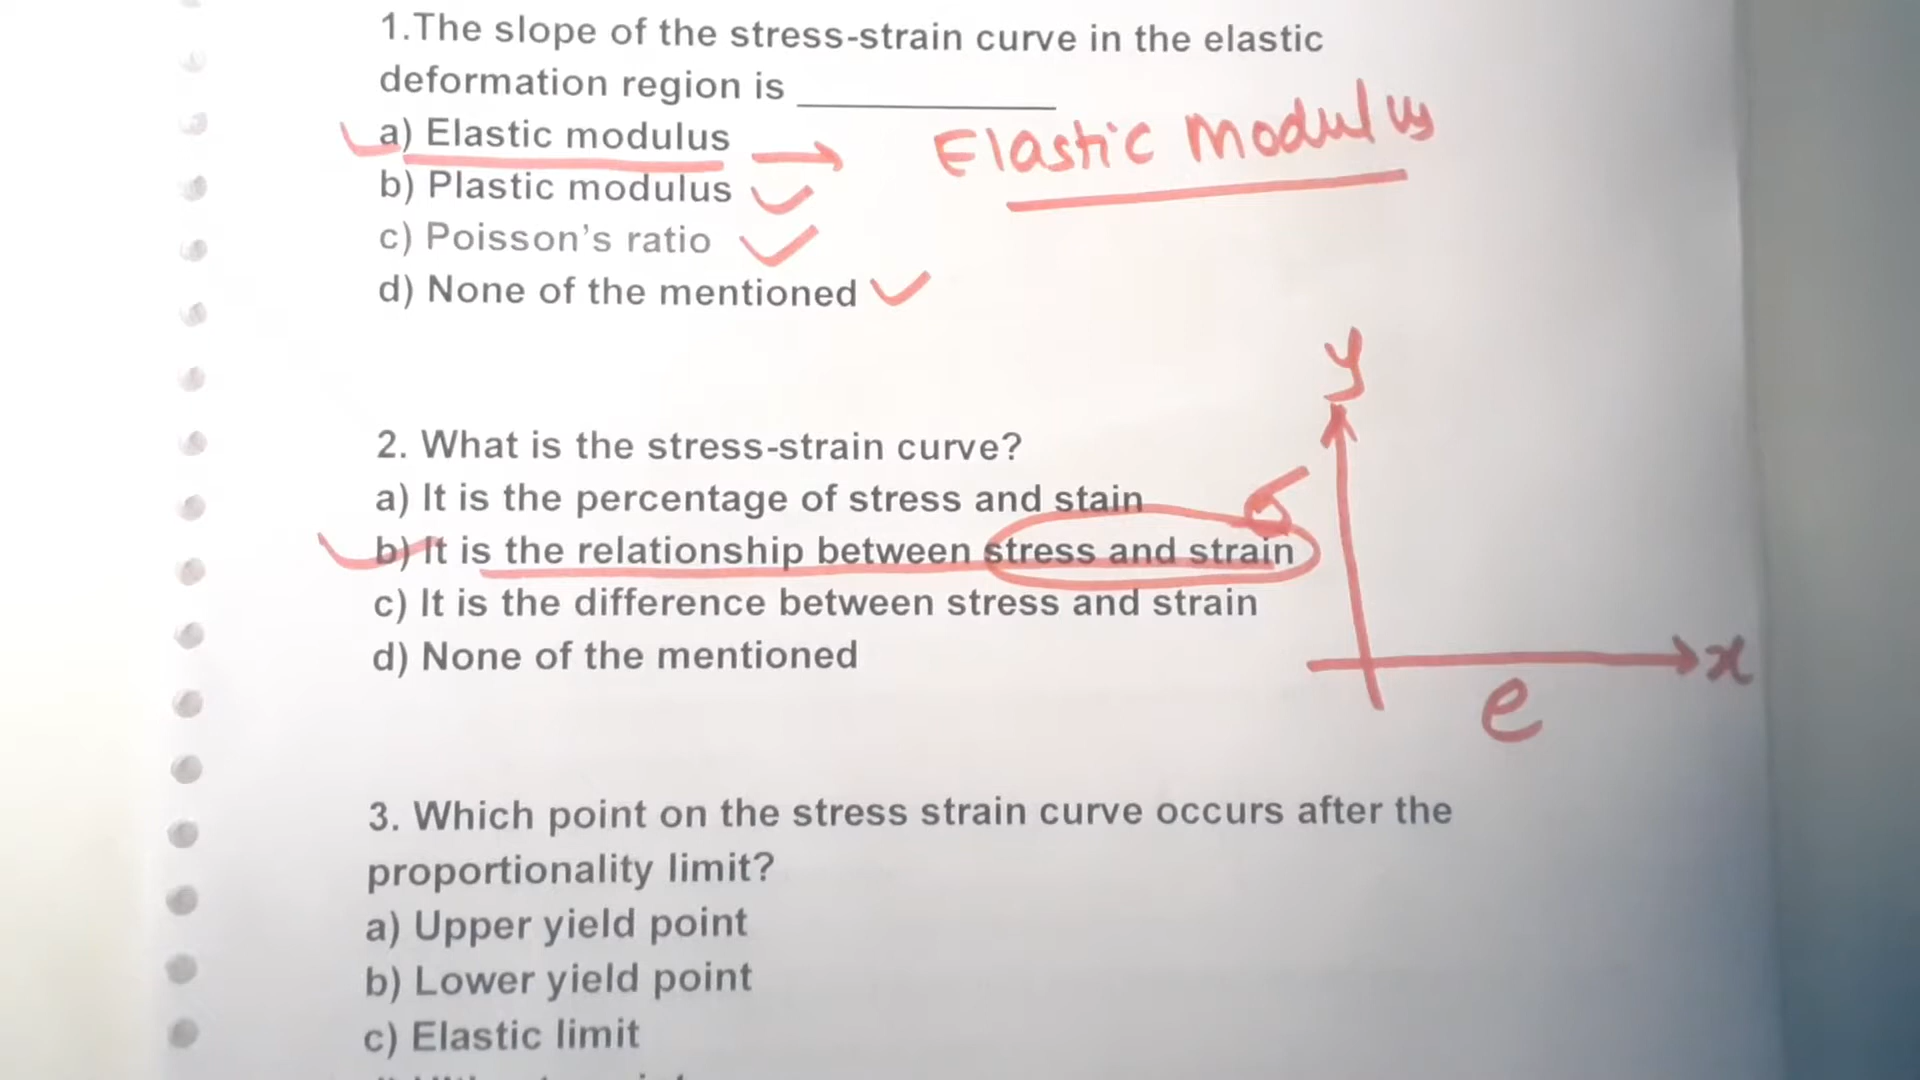 1.The slope of the stress-strain curve in the elastic
deformation region is ____________
a) Elastic modulus → Elastic Modulus
b) Plastic modulus
c) Poisson's ratio
d) None of the mentioned
y
2. What is the stress-strain curve?
a) It is the percentage of stress and stain
σ
b) It is the relationship between stress and strain
c) It is the difference between stress and strain
d) None of the mentioned
x
e
3. Which point on the stress strain curve occurs after the
proportionality limit?
a) Upper yield point
b) Lower yield point
c) Elastic limit